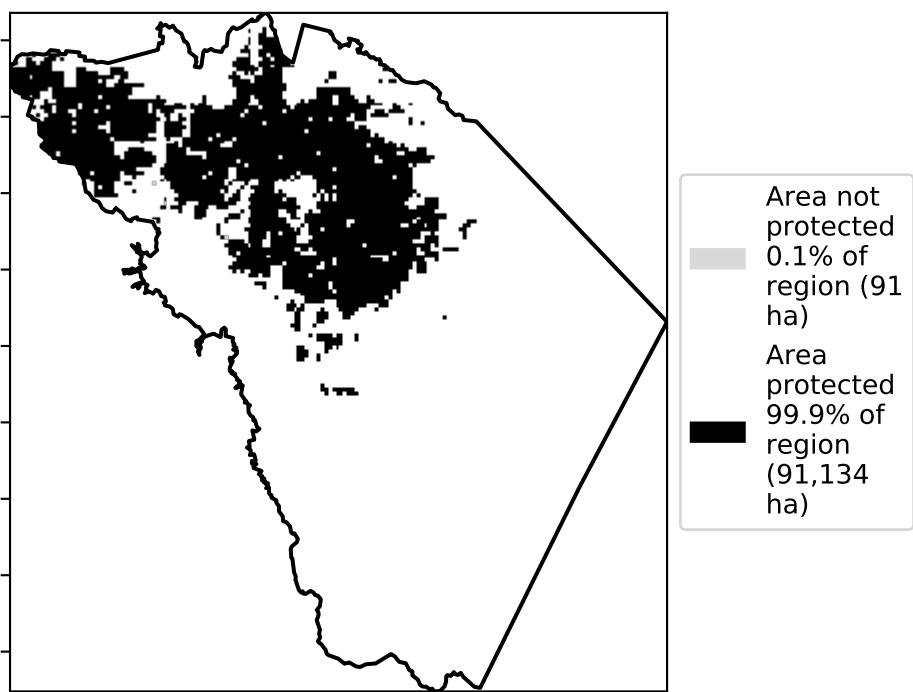 Area not
protected
0.1% of
region (91
ha)
Area
protected
99.9% of
region
(91,134
ha)